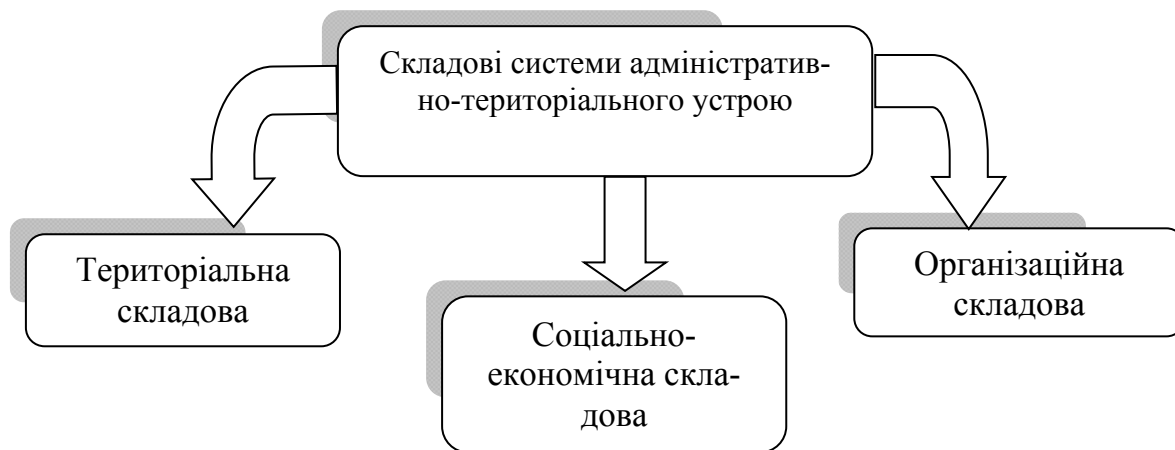 Складові системи адміністратив-
но-територіального устрою
Територіальна
складова
Соціально-
економічна скла-
дова
Організаційна
складова